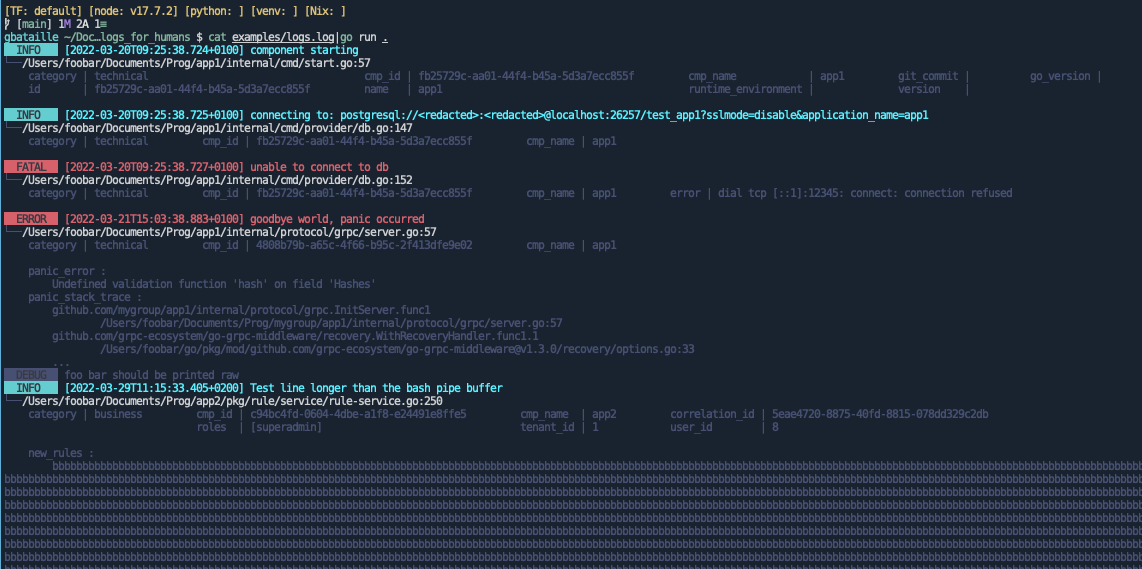 [TF: default] [node: v17.7.2] [python: ] [venv: ] [Nix: ]
[main] 1M 2A 1≡
gbataille ~/Doc…logs_for_humans $ cat examples/logs.log|go run .
INFO [2022-03-20T09:25:38.724+0100] component starting
└──/Users/foobar/Documents/Prog/app1/internal/cmd/start.go:57
category | technical cmp_id | fb25729c-aa01-44f4-b45a-5d3a7ecc855f cmp_name | app1 git_commit | go_version |
id | fb25729c-aa01-44f4-b45a-5d3a7ecc855f name | app1 runtime_environment | version |
INFO [2022-03-20T09:25:38.725+0100] connecting to: postgresql://<redacted>:<redacted>@localhost:26257/test_app1?sslmode=disable&application_name=app1
└──/Users/foobar/Documents/Prog/app1/internal/cmd/provider/db.go:147
category | technical cmp_id | fb25729c-aa01-44f4-b45a-5d3a7ecc855f cmp_name | app1
FATAL [2022-03-20T09:25:38.727+0100] unable to connect to db
└──/Users/foobar/Documents/Prog/app1/internal/cmd/provider/db.go:152
category | technical cmp_id | fb25729c-aa01-44f4-b45a-5d3a7ecc855f cmp_name | app1 error | dial tcp [::1]:12345: connect: connection refused
ERROR [2022-03-21T15:03:38.883+0100] goodbye world, panic occurred
└──/Users/foobar/Documents/Prog/app1/internal/protocol/grpc/server.go:57
category | technical cmp_id | 4808b79b-a65c-4f66-b95c-2f413dfe9e02 cmp_name | app1
panic_error :
Undefined validation function 'hash' on field 'Hashes'
panic_stack_trace :
github.com/mygroup/app1/internal/protocol/grpc.InitServer.func1
/Users/foobar/Documents/Prog/mygroup/app1/internal/protocol/grpc/server.go:57
github.com/grpc-ecosystem/go-grpc-middleware/recovery.WithRecoveryHandler.func1.1
/Users/foobar/go/pkg/mod/github.com/grpc-ecosystem/go-grpc-middleware@v1.3.0/recovery/options.go:33
...
DEBUG foo bar should be printed raw
INFO [2022-03-29T11:15:33.405+0200] Test line longer than the bash pipe buffer
└──/Users/foobar/Documents/Prog/app2/pkg/rule/service/rule-service.go:250
category | business cmp_id | c94bc4fd-0604-4dbe-a1f8-e24491e8ffe5 cmp_name | app2 correlation_id | 5eae4720-8875-40fd-8815-078dd329c2db
roles | [superadmin] tenant_id | 1 user_id | 8
new_rules :